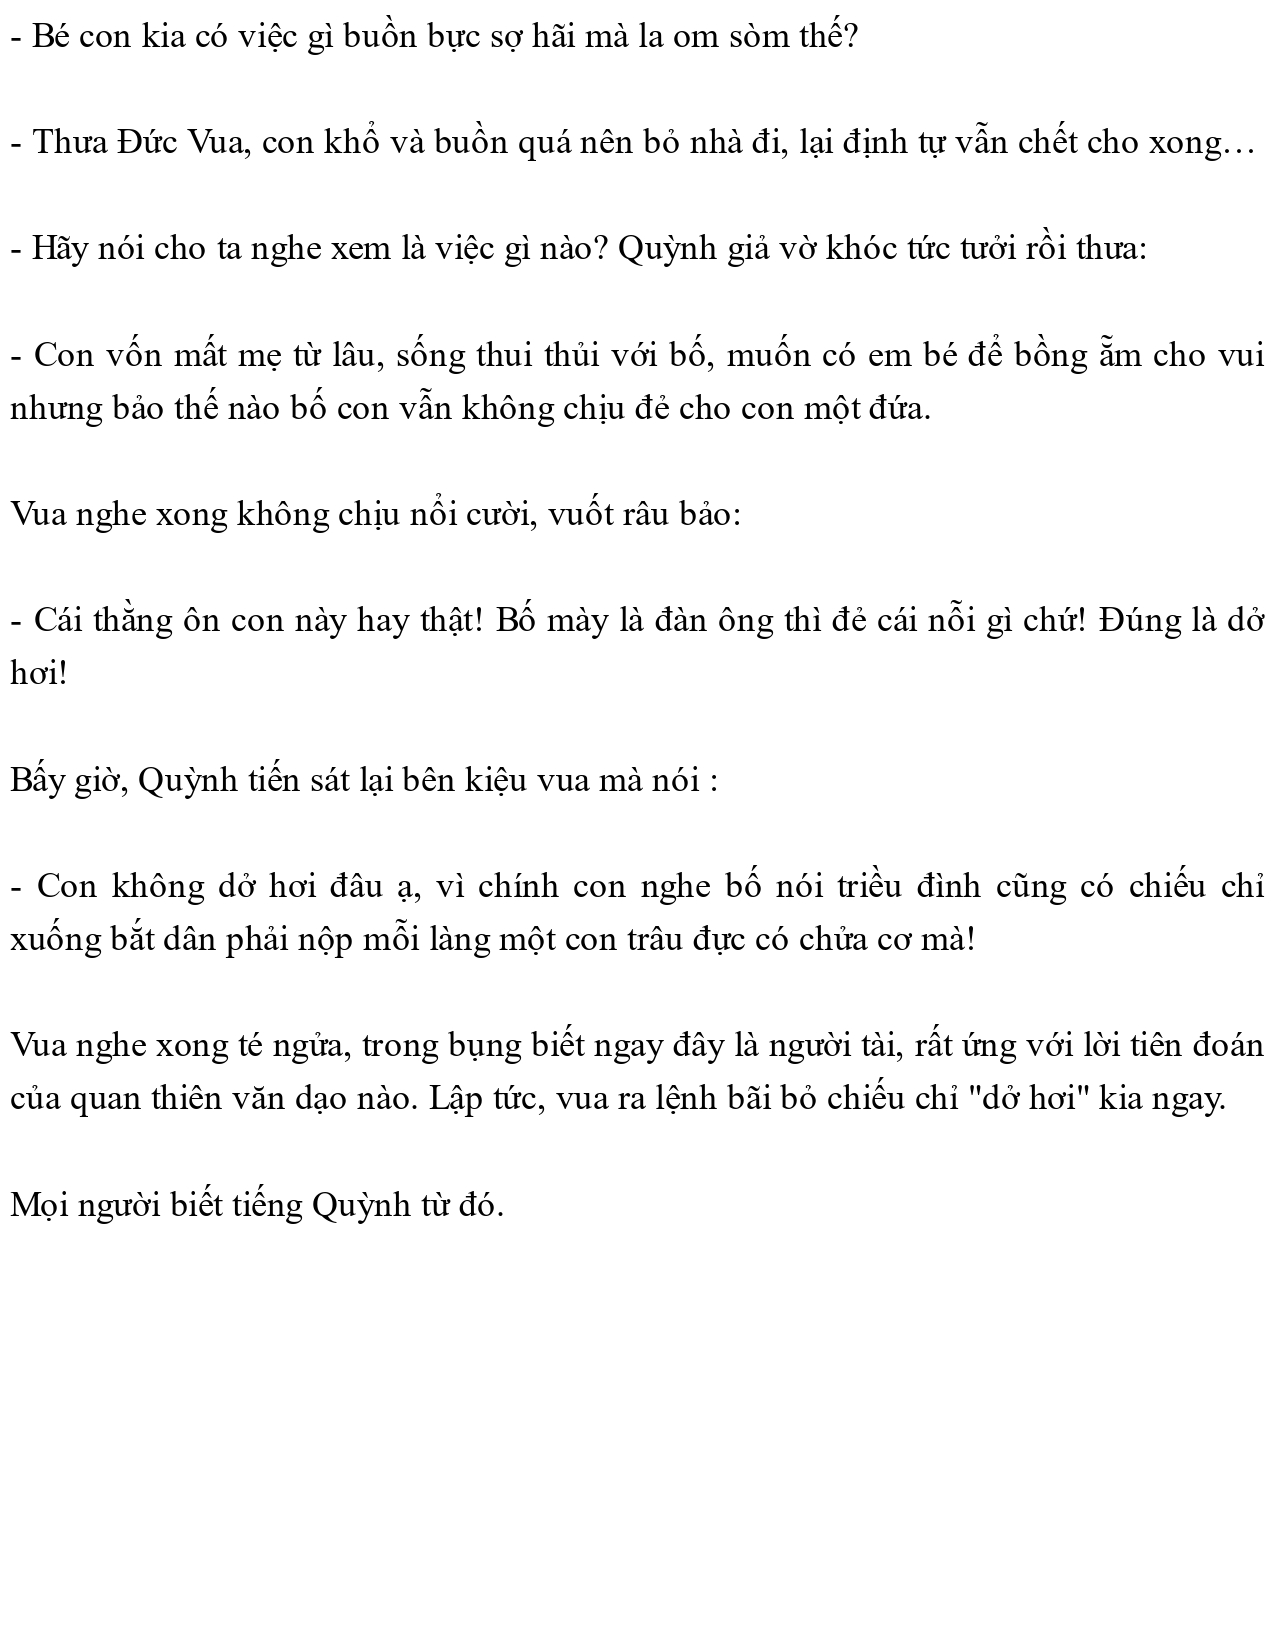 - Bé con kia có việc gì buồn bực sợ hãi mà la om sòm thế?
- Thưa Đức Vua, con khổ và buồn quá nên bỏ nhà đi, lại định tự vẫn chết cho xong…
- Hãy nói cho ta nghe xem là việc gì nào? Quỳnh giả vờ khóc tức tưởi rồi thưa:
- Con vốn mất mẹ từ lâu, sống thui thủi với bố, muốn có em bé để bồng ẵm cho vui
nhưng bảo thế nào bố con vẫn không chịu đẻ cho con một đứa.
Vua nghe xong không chịu nổi cười, vuốt râu bảo:
- Cái thằng ôn con này hay thật! Bố mày là đàn ông thì đẻ cái nỗi gì chứ! Đúng là dở
hơi!
Bấy giờ, Quỳnh tiến sát lại bên kiệu vua mà nói :
- Con không dở hơi đâu ạ, vì chính con nghe bố nói triều đình cũng có chiếu chỉ
xuống bắt dân phải nộp mỗi làng một con trâu đực có chửa cơ mà!
Vua nghe xong té ngửa, trong bụng biết ngay đây là người tài, rất ứng với lời tiên đoán
của quan thiên văn dạo nào. Lập tức, vua ra lệnh bãi bỏ chiếu chỉ "dở hơi" kia ngay.
Mọi người biết tiếng Quỳnh từ đó.